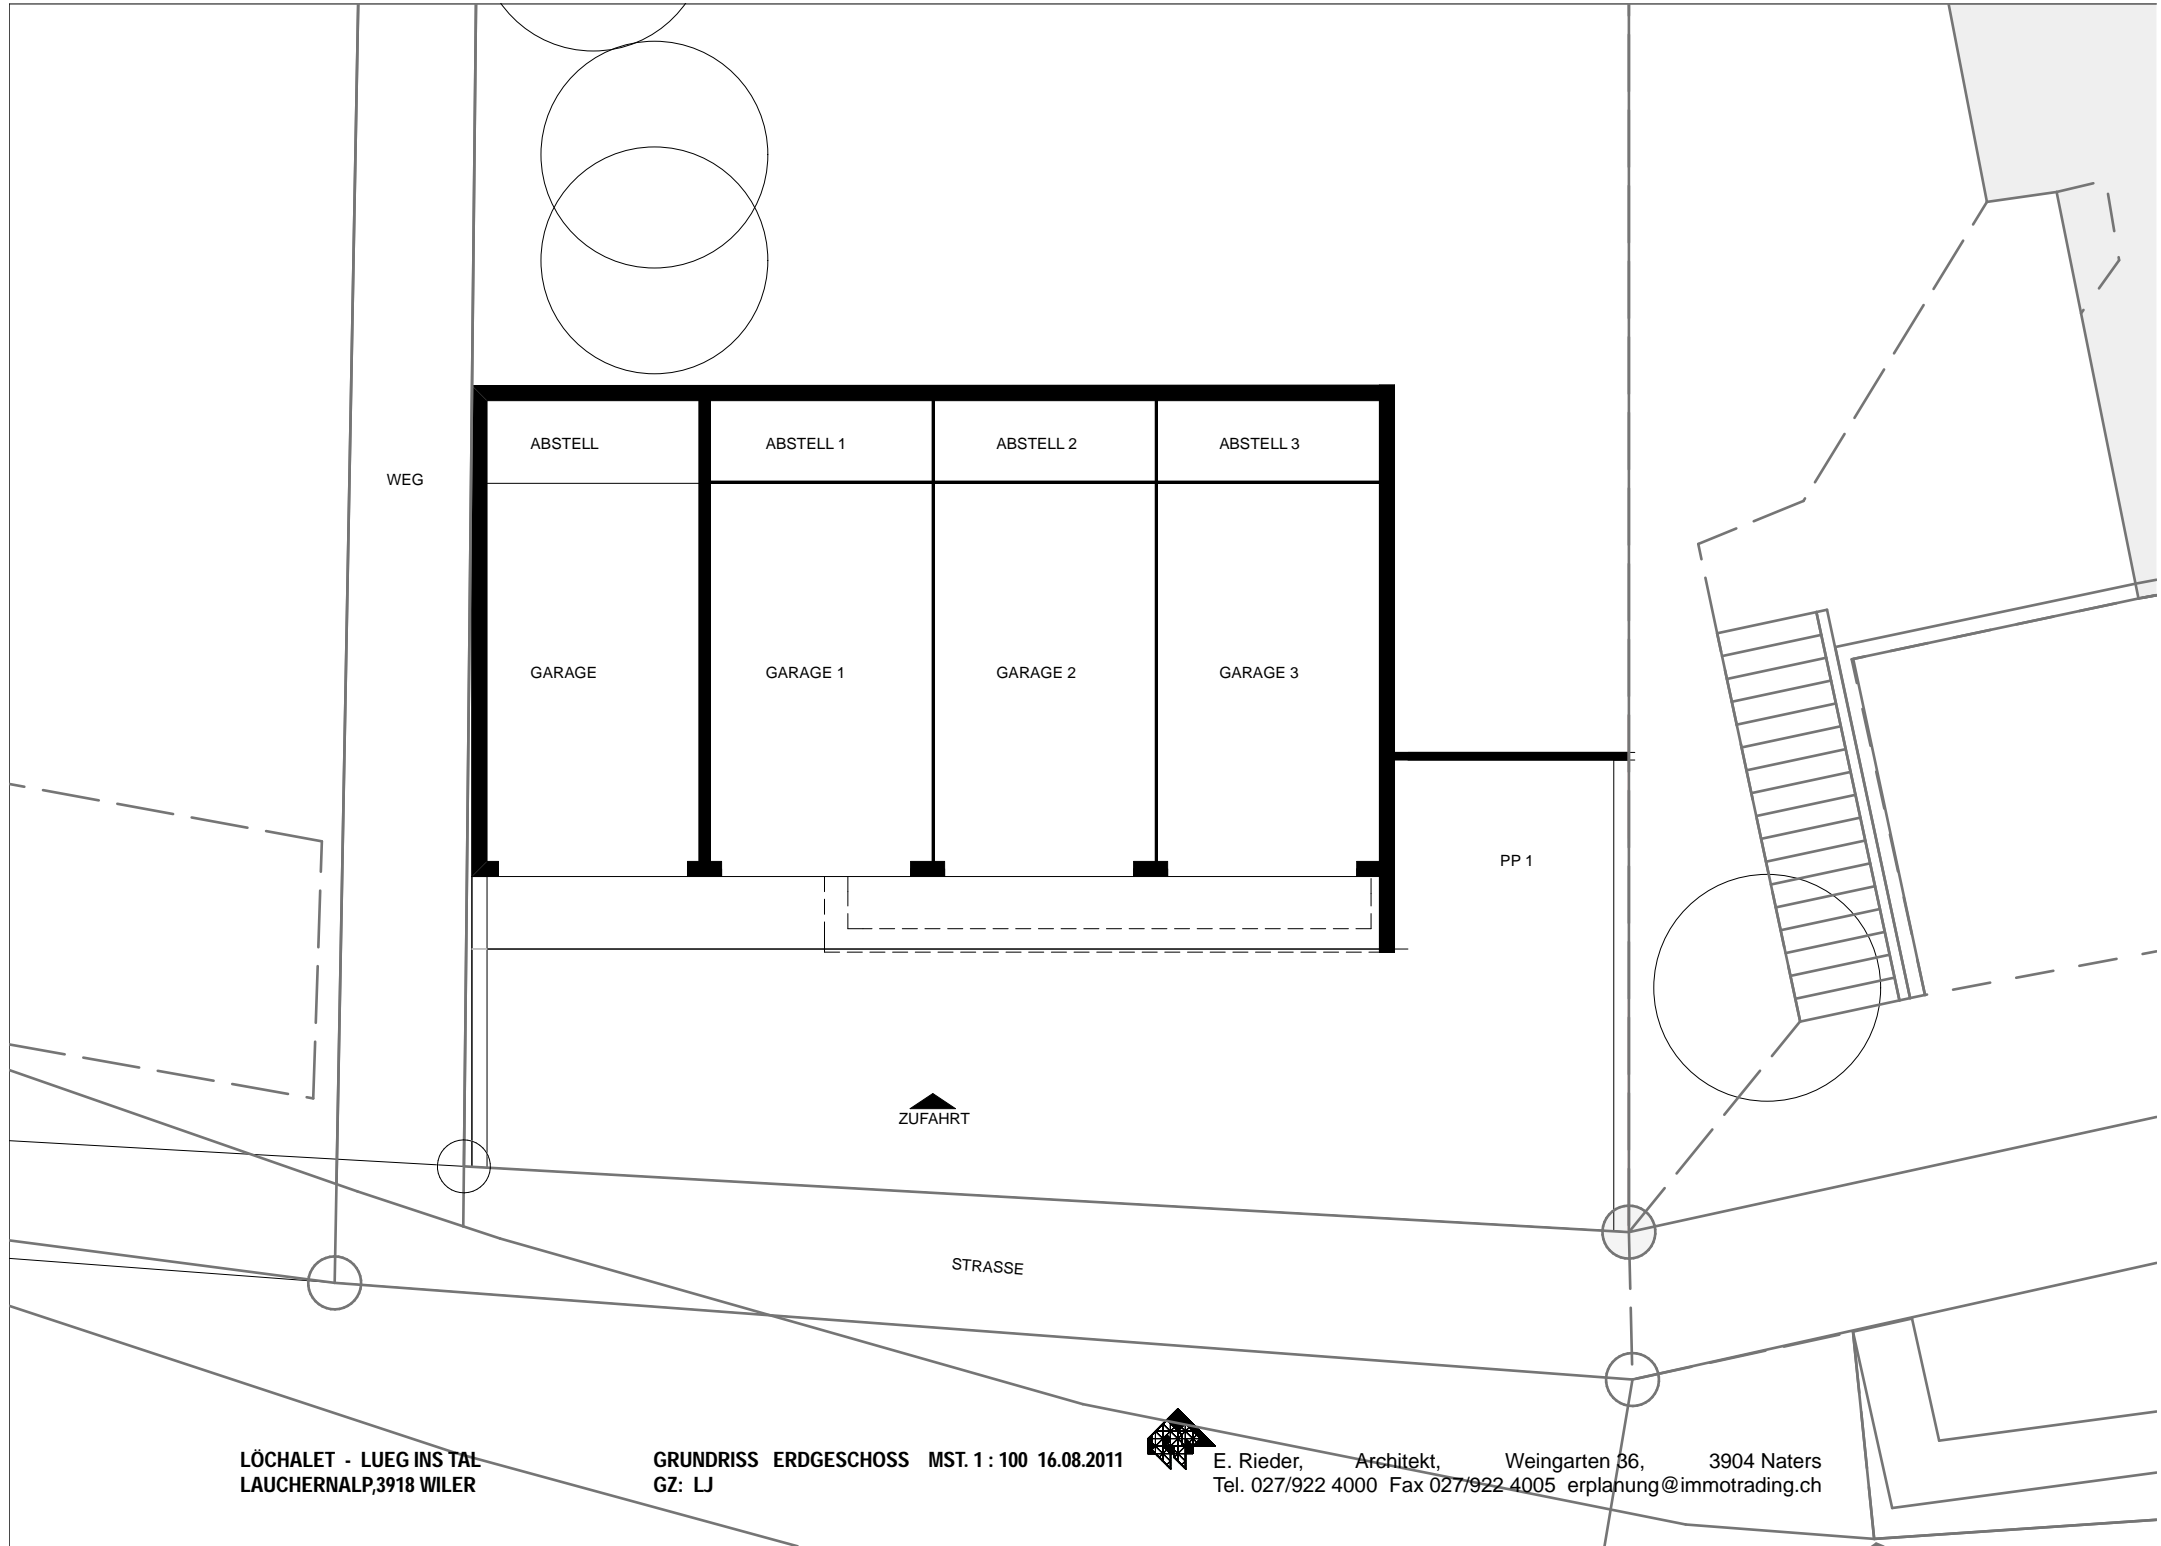 ABSTELL
ABSTELL 1
ABSTELL 2
ABSTELL 3
WEG
GARAGE
GARAGE 1
GARAGE 2
GARAGE 3
PP 1
ZUFAHRT
STRASSE
LÖCHALET - LUEG INS TAL
LAUCHERNALP,3918 WILER
GRUNDRISS ERDGESCHOSS MST. 1 : 100 16.08.2011
GZ: LJ
E. Rieder, Architekt, Weingarten 36, 3904 Naters
Tel. 027/922 4000 Fax 027/922 4005 erplanung@immotrading.ch